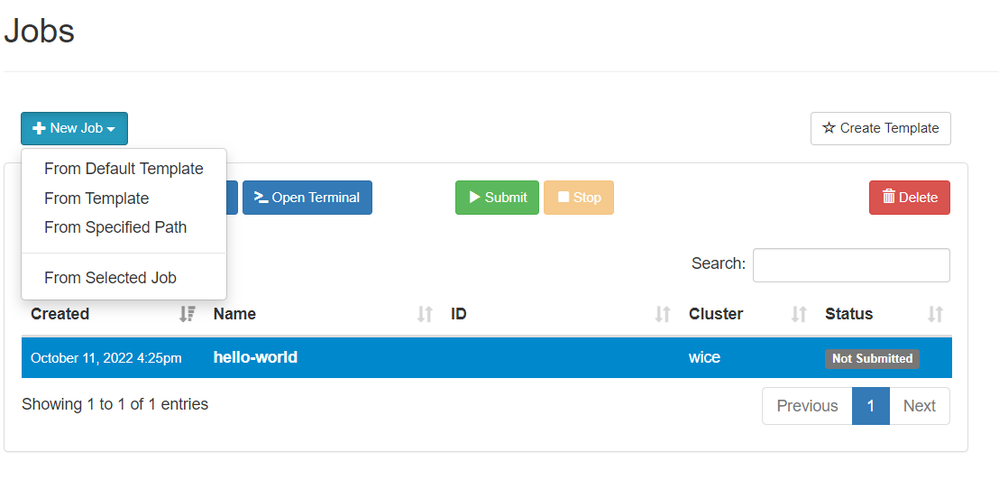 Jobs
New Job
Create Template
From Default Template
From Template
From Specified Path
From Selected Job
Open Terminal
Submit
Stop
Delete
Search:
Created Name ID Cluster Status
October 11, 2022 4:25pm hello-world wice Not Submitted
Showing 1 to 1 of 1 entries
Previous 1 Next